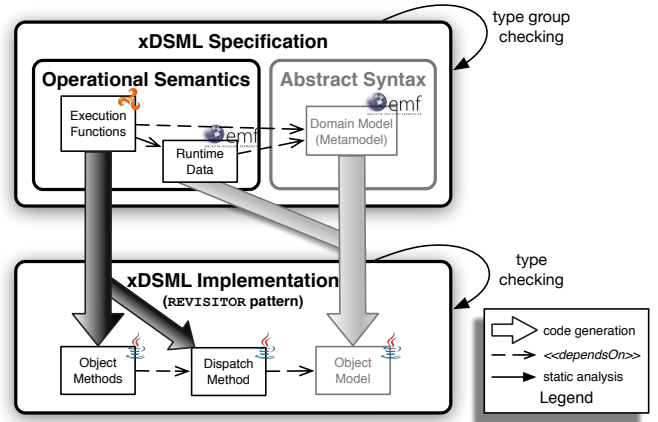 type group
checking
xDSML Specification
Operational Semantics
Abstract Syntax
Execution
Functions
emf
Domain Model
(Metamodel)
emf
Runtime
Data
type
checking
xDSML Implementation
(REVISITOR pattern)
Object
Methods
Dispatch
Method
Object
Model
code generation
<<dependsOn>>
static analysis
Legend